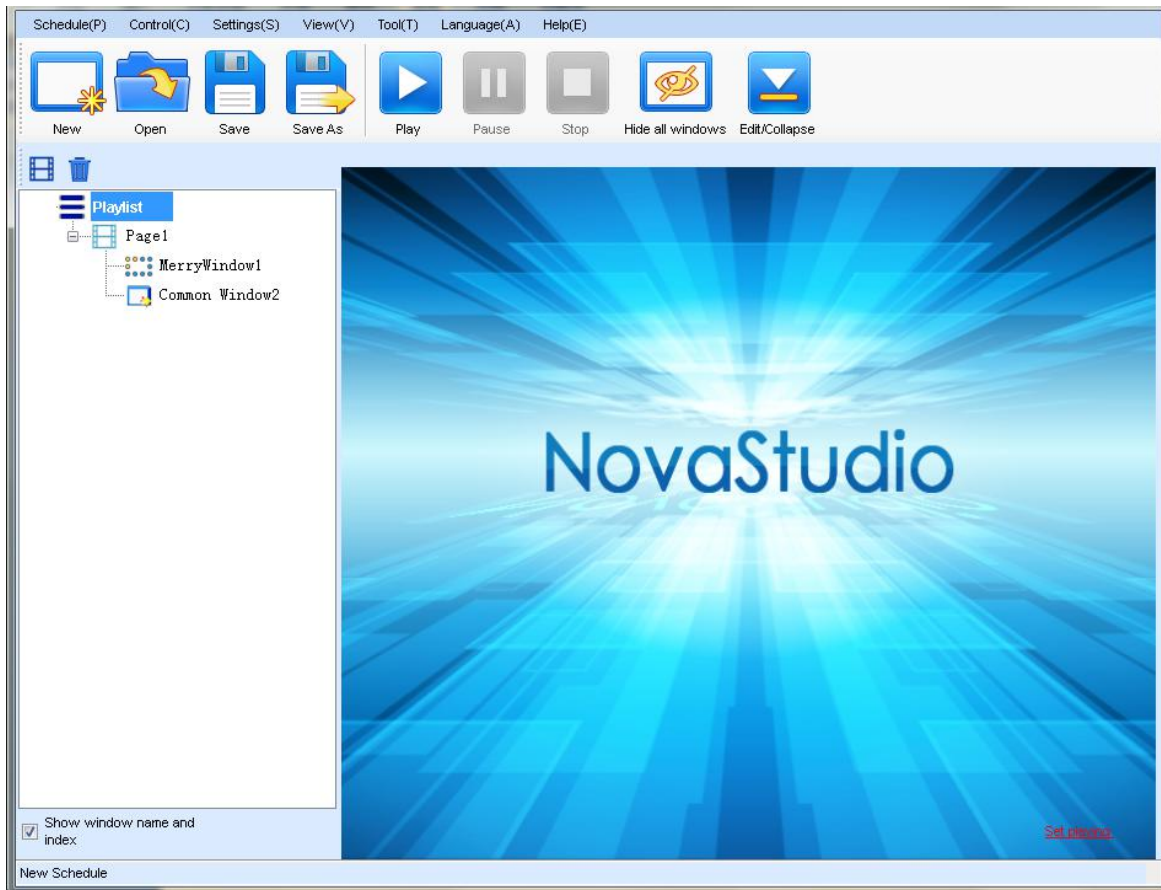 Schedule(P) Control(C) Settings(S) View(V) Tool(T) Language(A) Help(E)
New Open Save Save As Play Pause Stop Hide all windows Edit/Collapse
Playlist
Page1
MerryWindow1
Common Window2
NovaStudio
Show window name and
index
Set playing
New Schedule